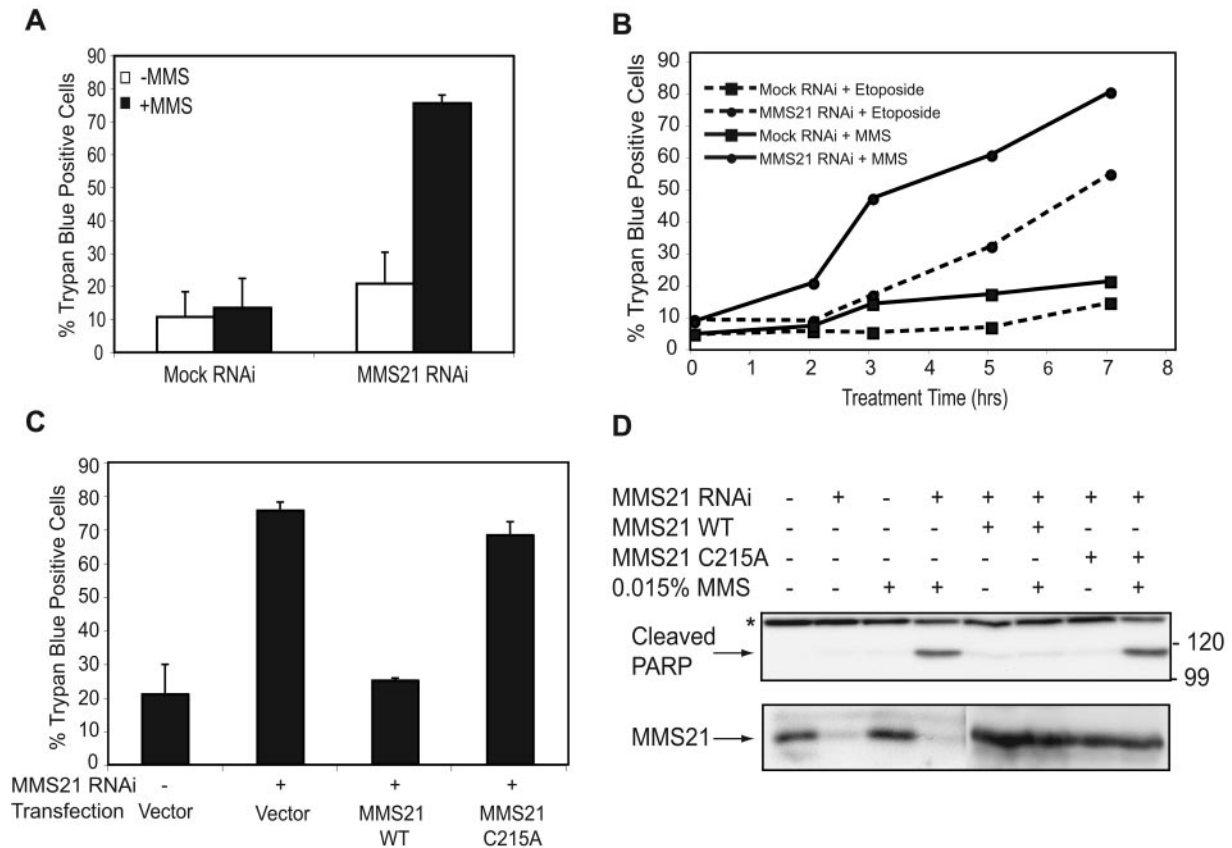 A
% Trypan Blue Positive Cells
90
80
70
60
50
40
30
20
10
0
-MMS
+MMS
Mock RNAi
MMS21 RNAi
B
% Trypan Blue Positive Cells
90
80
70
60
50
40
30
20
10
0
Mock RNAi + Etoposide
MMS21 RNAi + Etoposide
Mock RNAi + MMS
MMS21 RNAi + MMS
0 1 2 3 4 5 6 7 8
Treatment Time (hrs)
C
% Trypan Blue Positive Cells
90
80
70
60
50
40
30
20
10
0
MMS21 RNAi - + + +
Transfection Vector Vector MMS21 MMS21
WT C215A
D
MMS21 RNAi - + - + + + + +
MMS21 WT - - - - + + - -
MMS21 C215A - - - - - - + +
0.015% MMS - - + + - + - +
*
Cleaved
PARP
- 120
- 99
MMS21